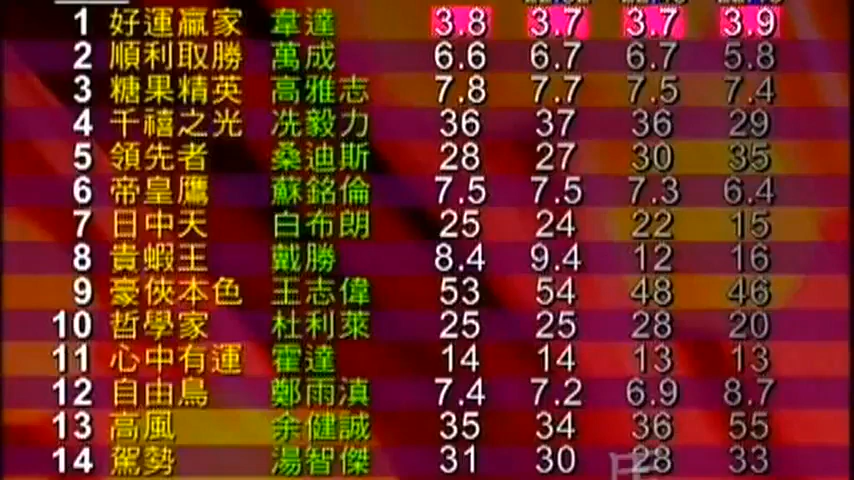 1 好運贏家 韋達 3.8 3.7 3.7 3.9
2 順利取勝 萬成 6.6 6.7 6.7 5.8
3 糖果精英 高雅志 7.8 7.7 7.5 7.4
4 千禧之光 冼毅力 36 37 36 29
5 領先者 桑迪斯 28 27 30 35
6 帝皇鷹 蘇銘倫 7.5 7.5 7.3 6.4
7 日中天 白布朗 25 24 22 15
8 貴蝦王 戴勝 8.4 9.4 12 16
9 豪俠本色 王志偉 53 54 48 46
10 哲學家 杜利萊 25 25 28 20
11 心中有運 霍達 14 14 13 13
12 自由鳥 鄭雨滇 7.4 7.2 6.9 8.7
13 高風 余健誠 35 34 36 55
14 駕勢 湯智傑 31 30 28 33